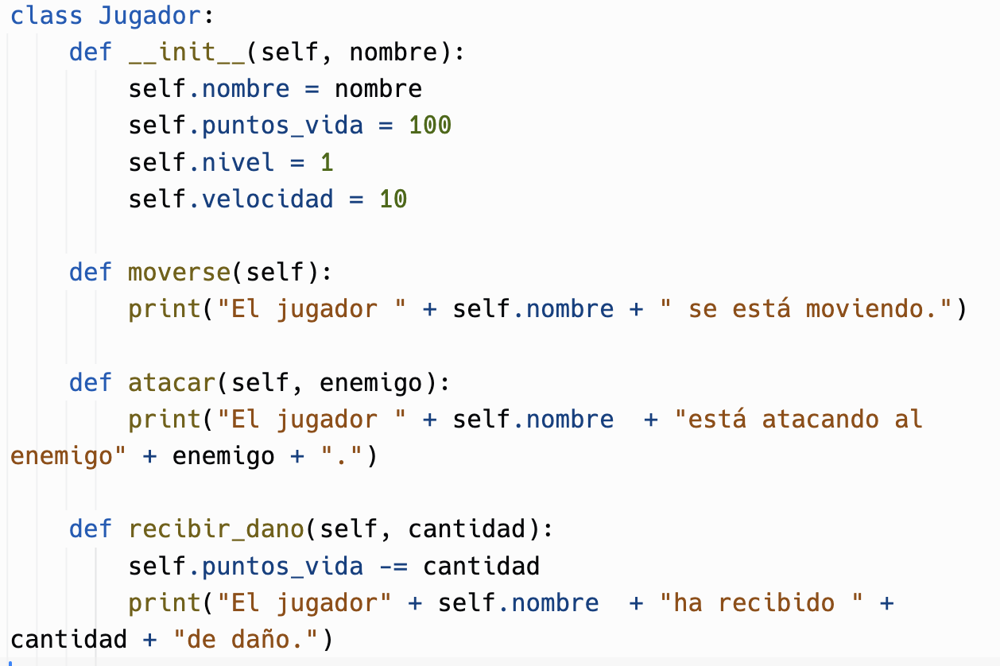 class Jugador:
    def __init__(self, nombre):
        self.nombre = nombre
        self.puntos_vida = 100
        self.nivel = 1
        self.velocidad = 10

    def moverse(self):
        print("El jugador " + self.nombre + " se está moviendo.")

    def atacar(self, enemigo):
        print("El jugador " + self.nombre  + "está atacando al
enemigo" + enemigo + ".")

    def recibir_dano(self, cantidad):
        self.puntos_vida -= cantidad
        print("El jugador" + self.nombre  + "ha recibido " +
cantidad + "de daño.")